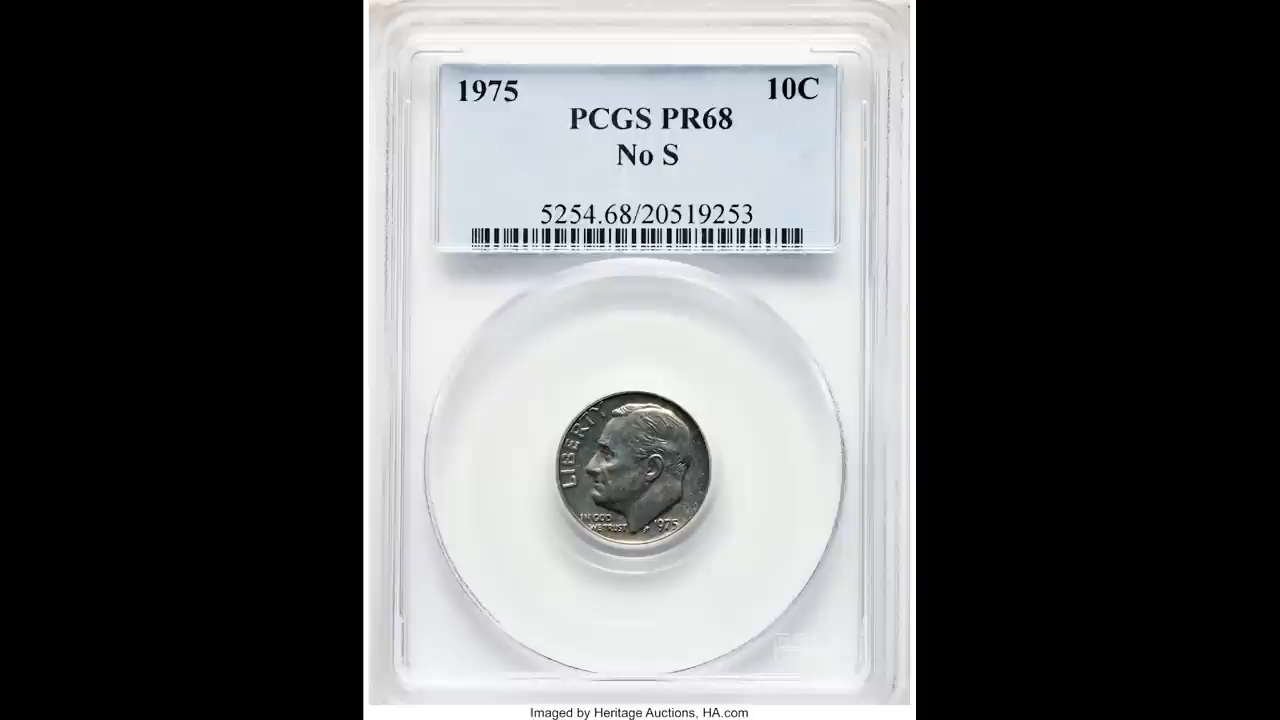 1975 10C
PCGS PR68
No S
5254.68/20519253
LIBERTY
IN GOD
WE TRUST
1975
Imaged by Heritage Auctions, HA.com